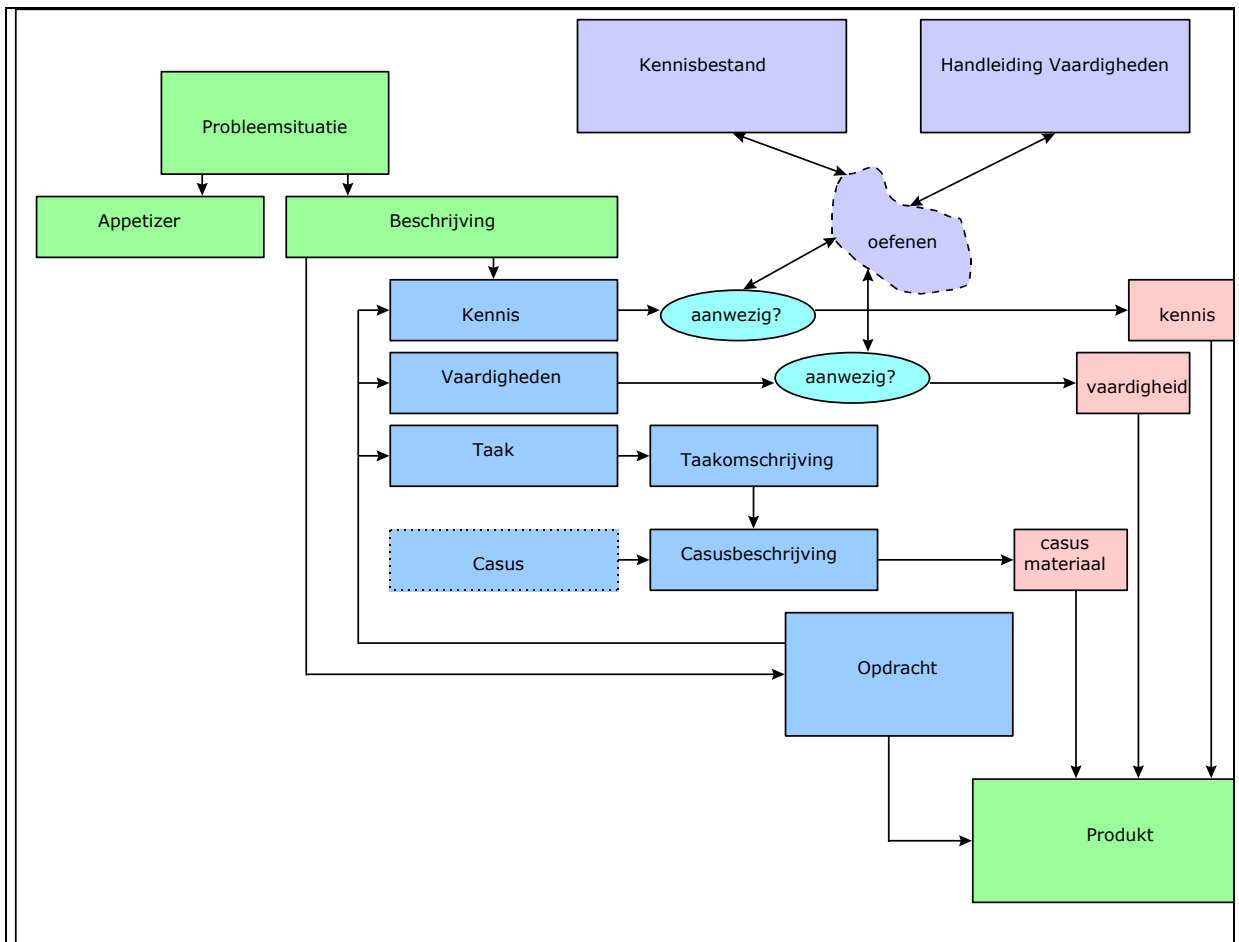 Kennisbestand
Handleiding Vaardigheden
Probleemsituatie
Appetizer
Beschrijving
oefenen
Kennis
aanwezig?
kennis
Vaardigheden
aanwezig?
vaardigheid
Taak
Taakomschrijving
Casus
Casusbeschrijving
casus
materiaal
Opdracht
Produkt